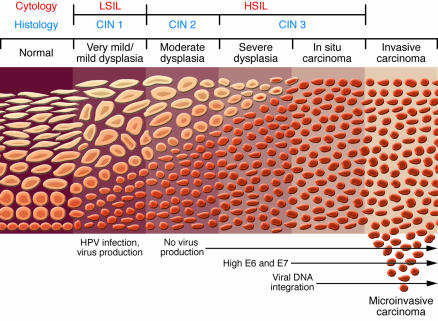 Cytology LSIL HSIL
Histology CIN 1 CIN 2 CIN 3
Normal
Very mild/
mild dysplasia
Moderate
dysplasia
Severe
dysplasia
In situ
carcinoma
Invasive
carcinoma
HPV infection,
virus production
No virus
production
High E6 and E7
Viral DNA
integration
Microinvasive
carcinoma